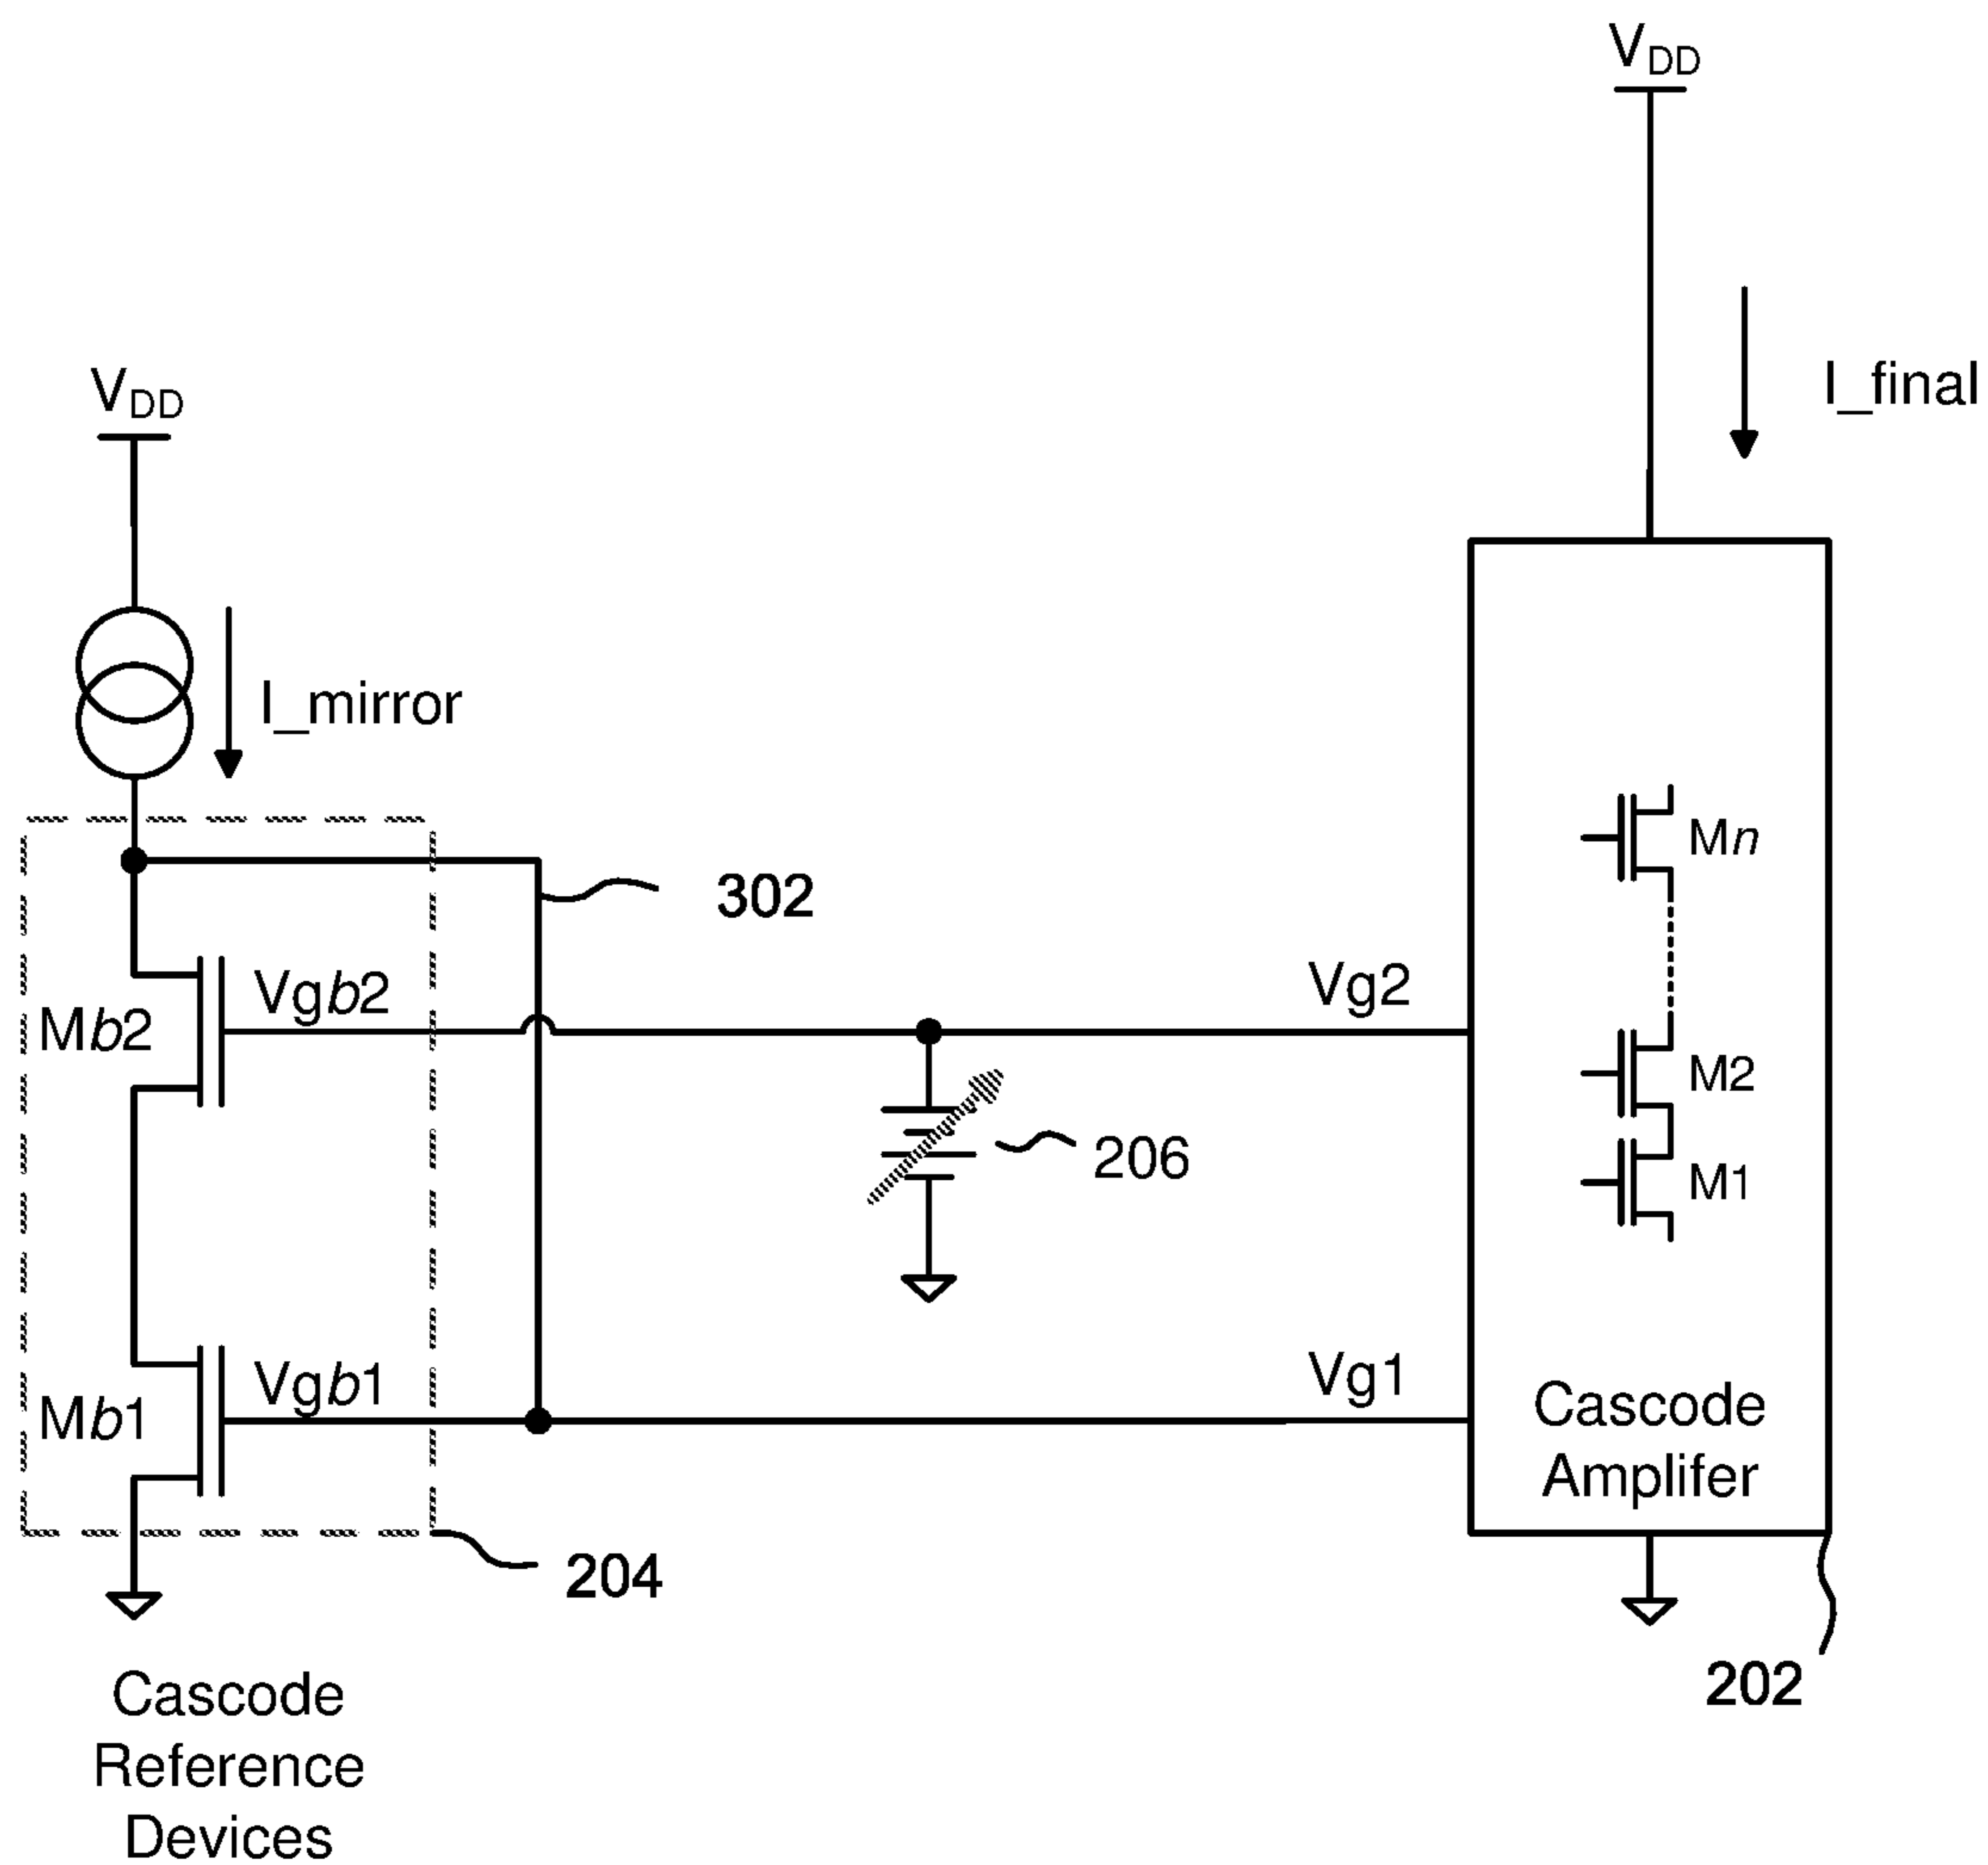 VDD
I_final
VDD
I_mirror
302
Mn
Vgb2
Vg2
Mb2
M2
206
M1
Vgb1
Vg1
Mb1
Cascode
Amplifer
204
202
Cascode
Reference
Devices